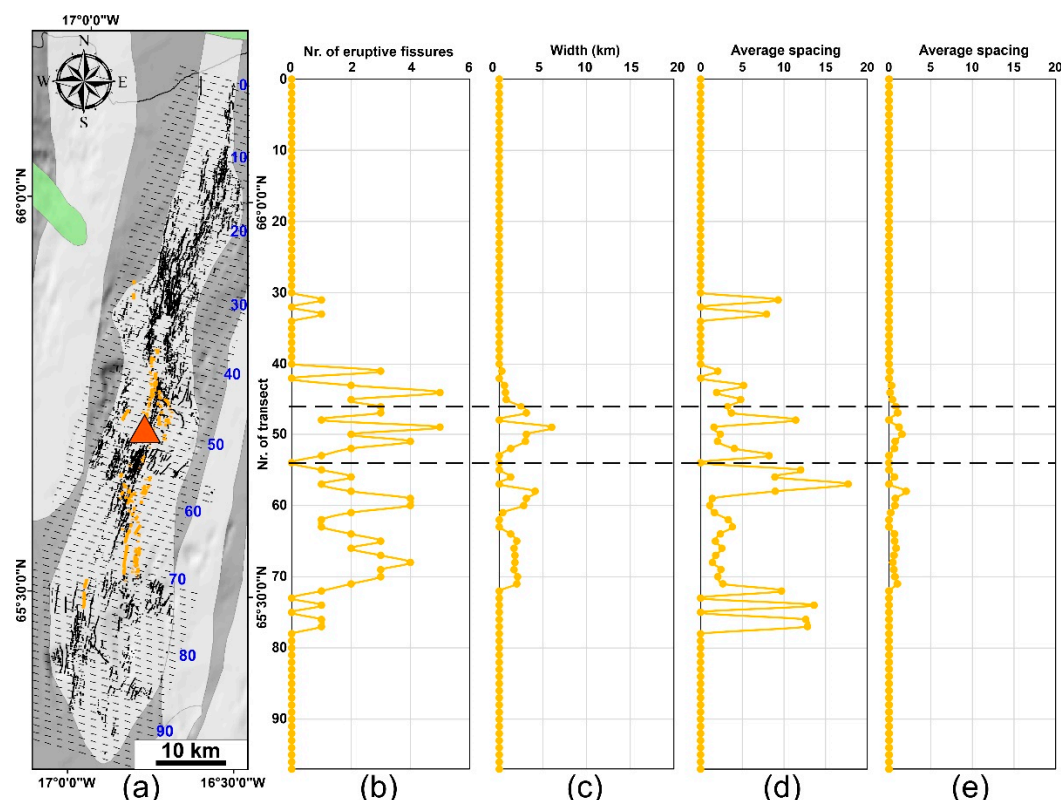 17°0'0"W
N
W E
S
0
10
20
30
40
50
60
70
80
90
66°0'0"N
65°30'0"N
10 km
17°0'0"W 16°30'0"W
66°0'0"N
65°30'0"N
Nr. of transect
Nr. of eruptive fissures Width (km) Average spacing Average spacing
0 2 4 6 0 5 10 15 20 0 5 10 15 20 0 5 10 15 20
0
10
20
30
40
50
60
70
80
90
(a) (b) (c) (d) (e)